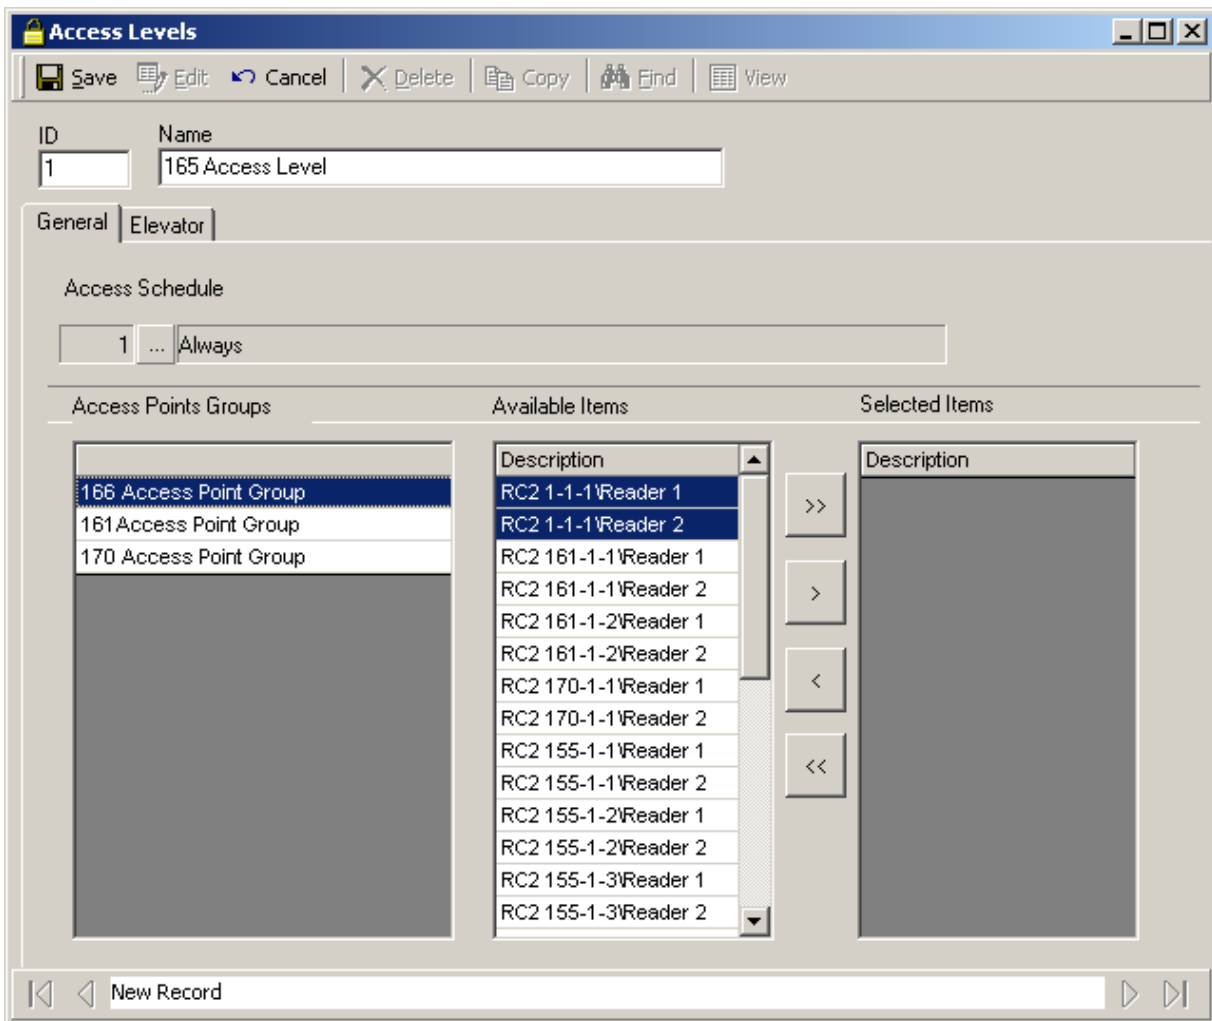 Access Levels
Save Edit Cancel Delete Copy Find View
ID Name
1 165 Access Level
General Elevator
Access Schedule
1 ... Always
Access Points Groups Available Items Selected Items
Description Description
166 Access Point Group RC2 1-1-1\Reader 1
161 Access Point Group RC2 1-1-1\Reader 2
170 Access Point Group RC2 161-1-1\Reader 1
RC2 161-1-1\Reader 2
RC2 161-1-2\Reader 1
RC2 161-1-2\Reader 2
RC2 170-1-1\Reader 1
RC2 170-1-1\Reader 2
RC2 155-1-1\Reader 1
RC2 155-1-1\Reader 2
RC2 155-1-2\Reader 1
RC2 155-1-2\Reader 2
RC2 155-1-3\Reader 1
RC2 155-1-3\Reader 2
>>
>
<
<<
New Record